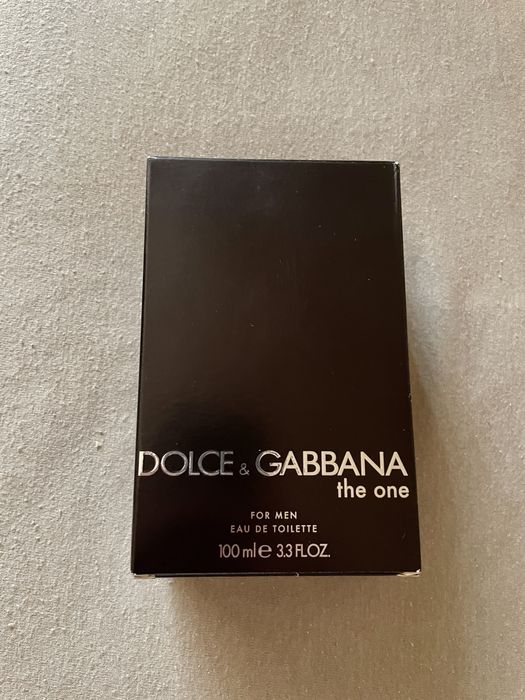 DOLCE & GABBANA
the one
FOR MEN
EAU DE TOILETTE
100 ml ℮ 3.3 FL.OZ.